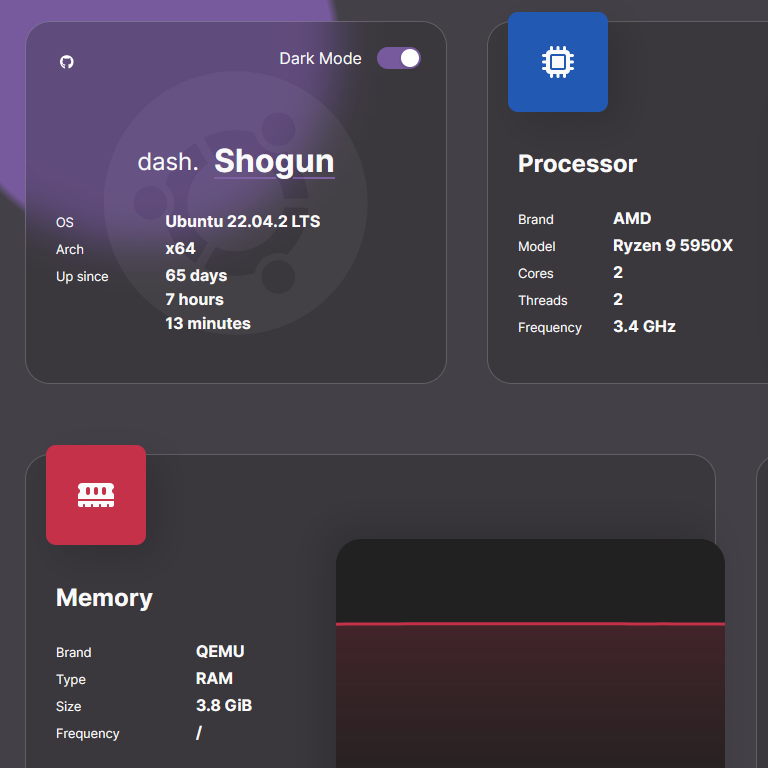 Dark Mode
dash. Shogun
OS Ubuntu 22.04.2 LTS
Arch x64
Up since 65 days
7 hours
13 minutes
Processor
Brand AMD
Model Ryzen 9 5950X
Cores 2
Threads 2
Frequency 3.4 GHz
Memory
Brand QEMU
Type RAM
Size 3.8 GiB
Frequency /